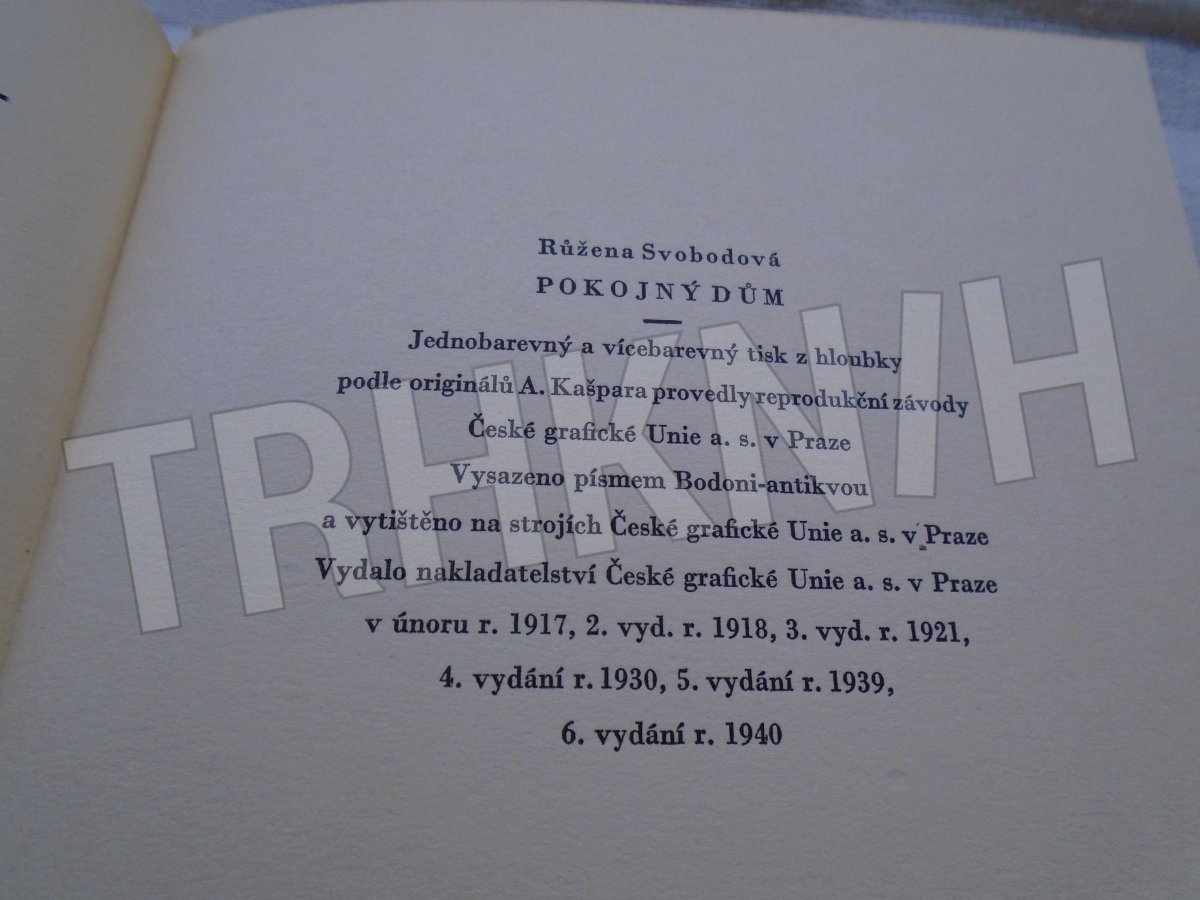 Růžena Svobodová
POKOJNÝ DŮM
Jednobarevný a vícebarevný tisk z hloubky
podle originálů A. Kašpara provedly reprodukční závody
České grafické Unie a. s. v Praze
Vysazeno písmem Bodoni-antikvou
a vytištěno na strojích České grafické Unie a. s. v Praze
Vydalo nakladatelství České grafické Unie a. s. v Praze
v únoru r. 1917, 2. vyd. r. 1918, 3. vyd. r. 1921,
4. vydání r. 1930, 5. vydání r. 1939,
6. vydání r. 1940
TRHKNIH